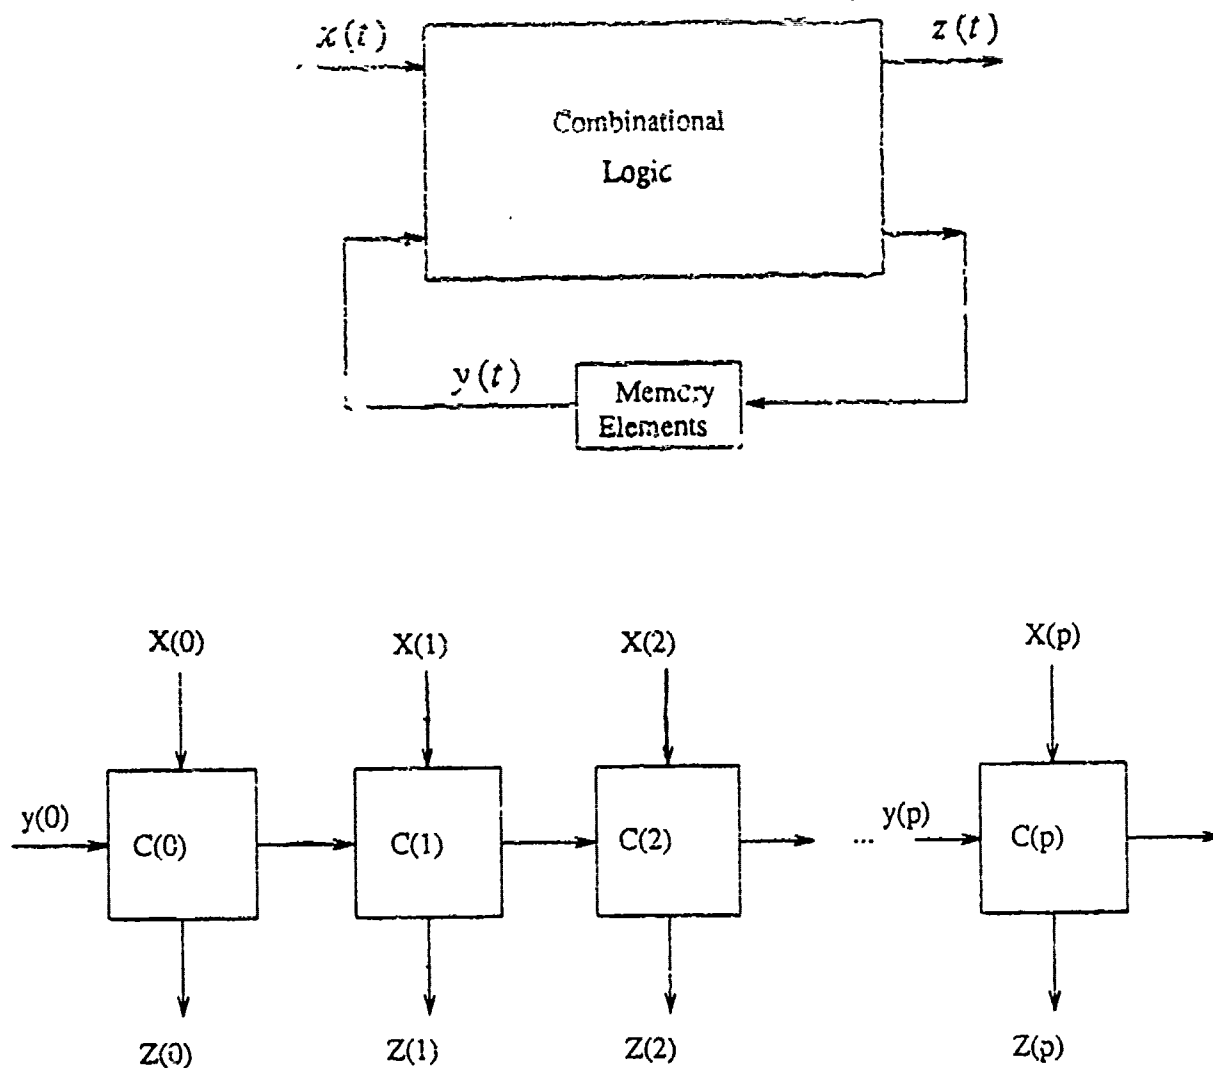 x(t)
z(t)
Combinational
Logic
y(t)
Memory
Elements
X(0) X(1) X(2) X(p)
y(0) C(0) C(1) C(2) ... y(p) C(p)
Z(0) Z(1) Z(2) Z(p)